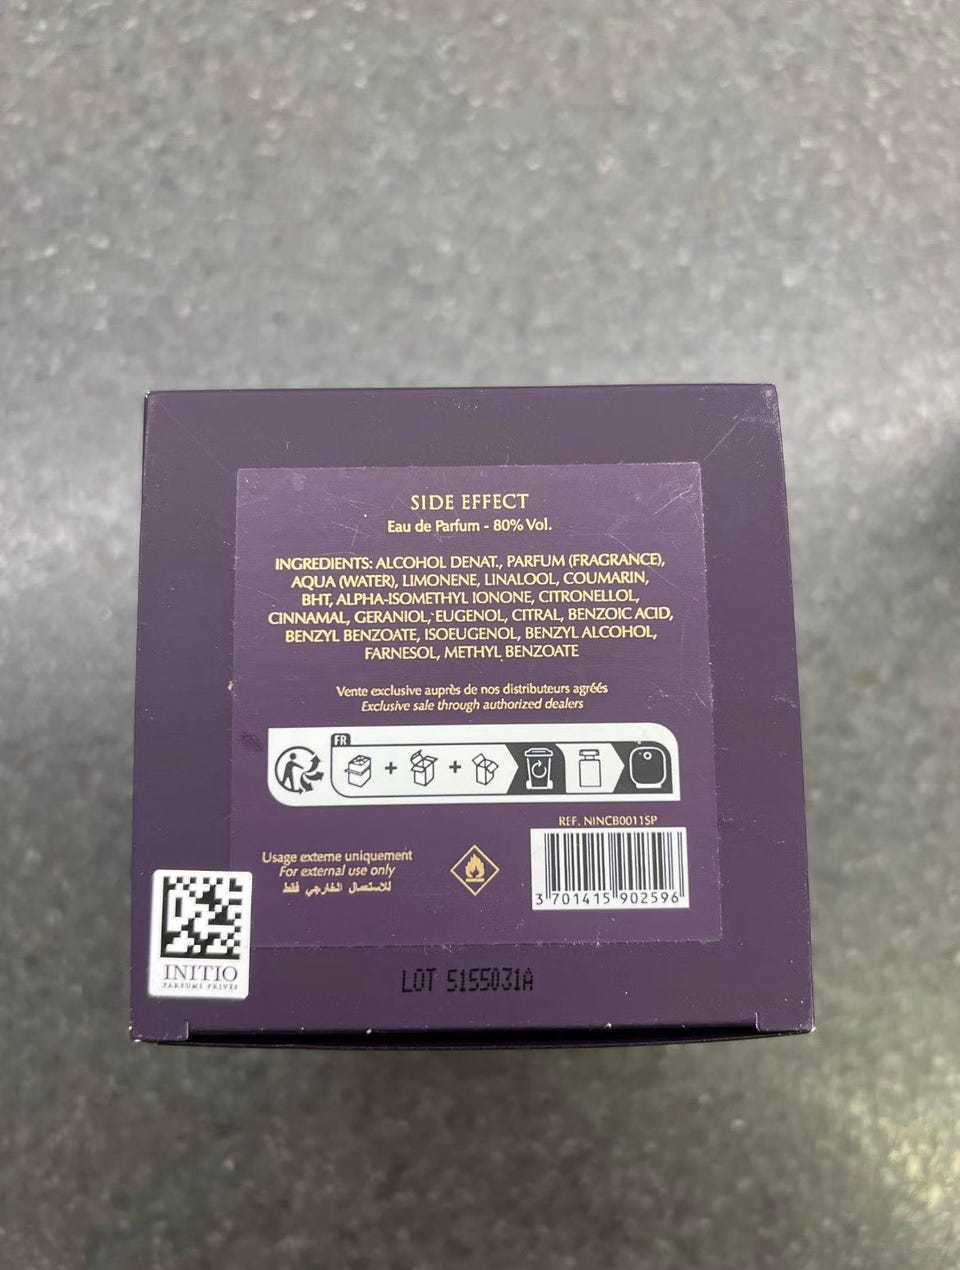 SIDE EFFECT
Eau de Parfum - 80% Vol.
INGREDIENTS: ALCOHOL DENAT., PARFUM (FRAGRANCE),
AQUA (WATER), LIMONENE, LINALOOL, COUMARIN,
BHT, ALPHA-ISOMETHYL IONONE, CITRONELLOL,
CINNAMAL, GERANIOL, EUGENOL, CITRAL, BENZOIC ACID,
BENZYL BENZOATE, ISOEUGENOL, BENZYL ALCOHOL,
FARNESOL, METHYL BENZOATE
Vente exclusive auprès de nos distributeurs agréés
Exclusive sale through authorized dealers
FR
REF. NINCB0011SP
3 701415 902596
Usage externe uniquement
For external use only
للاستعمال الخارجي فقط
INITIO
PARFUMS PRIVÉS
LOT 5155031A